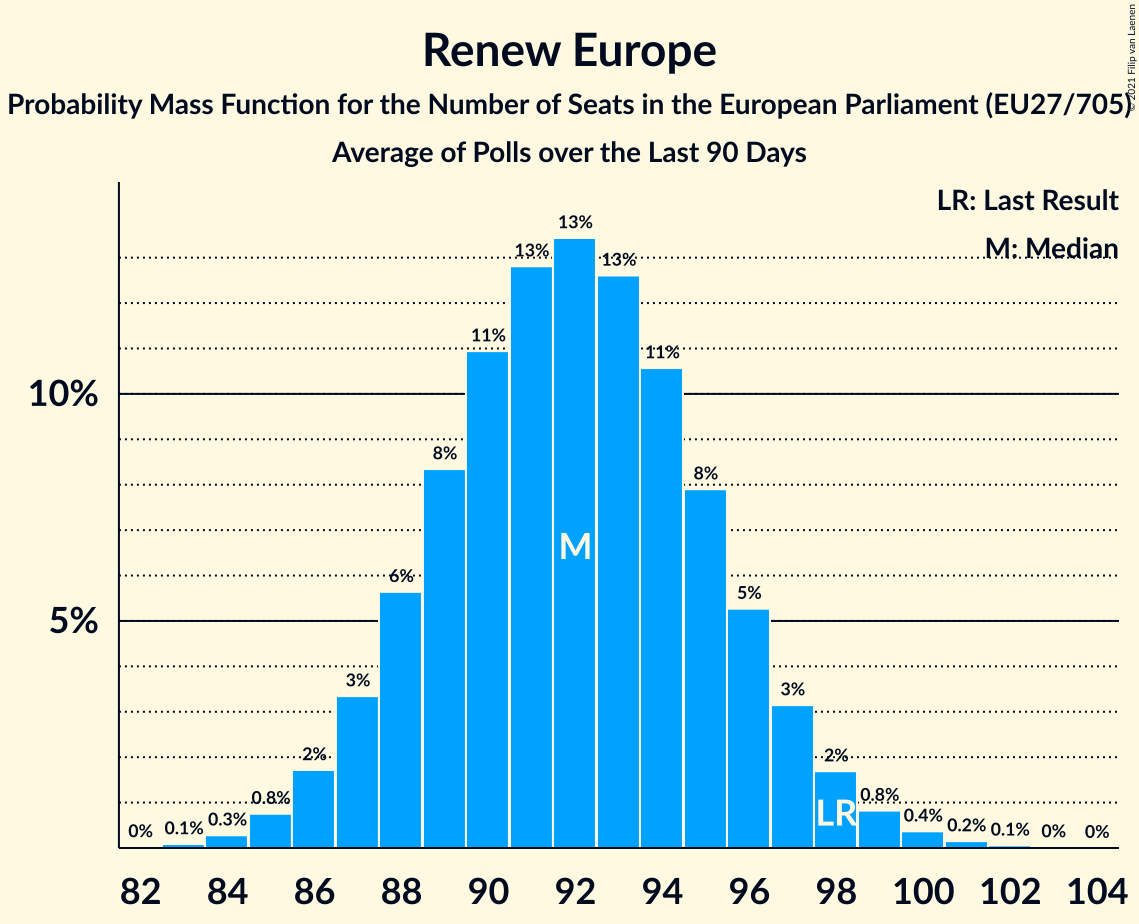 Renew Europe
Probability Mass Function for the Number of Seats in the European Parliament (EU27/705)
Average of Polls over the Last 90 Days
© 2021 Filip van Laenen
LR: Last Result
M: Median
10%
5%
0%
0.1%
0.3%
0.8%
2%
3%
6%
8%
11%
13%
13%
13%
11%
8%
5%
3%
2%
0.8%
0.4%
0.2%
0.1%
0%
0%
M
LR
82 84 86 88 90 92 94 96 98 100 102 104